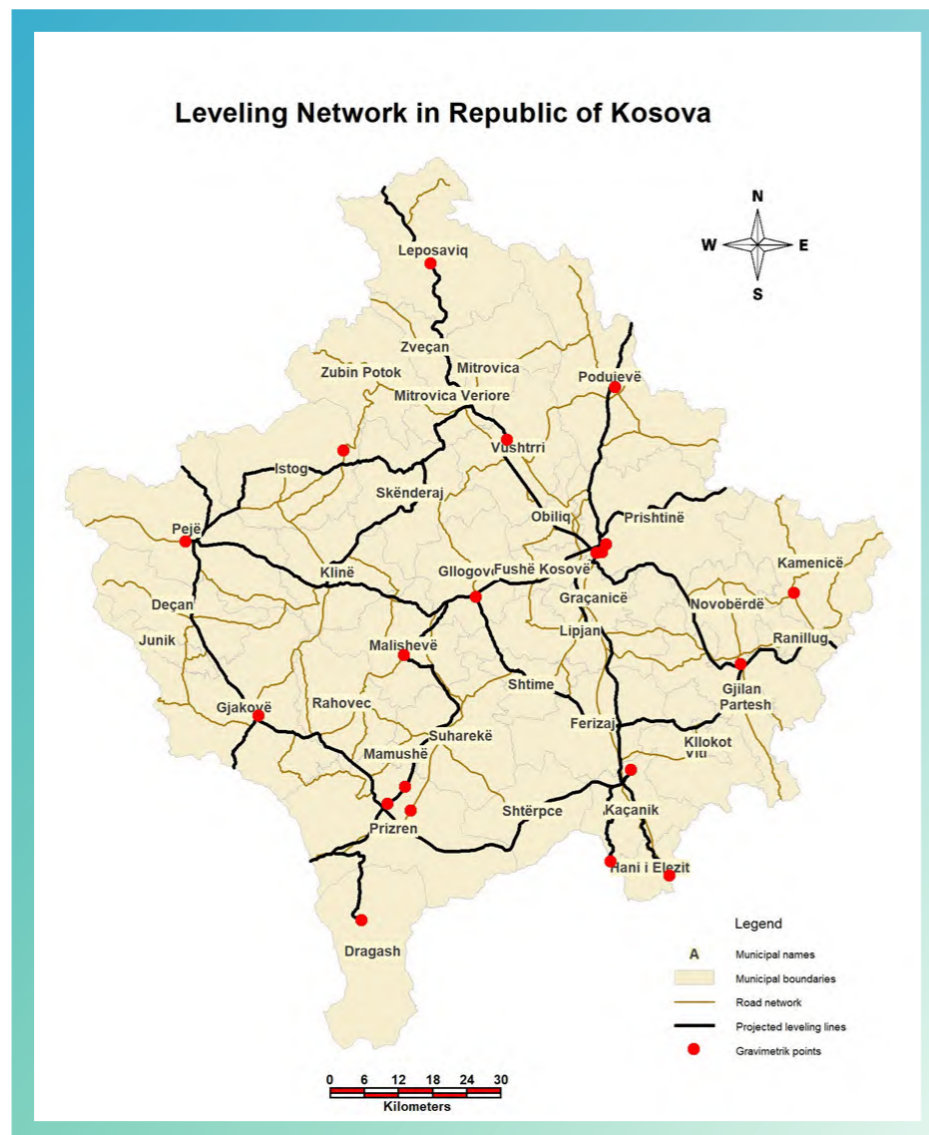 Leveling Network in Republic of Kosova
N
W E
S
Leposaviq
Zveçan
Mitrovica
Zubin Potok
Podujevë
Mitrovica Veriore
Vushtrri
Istog
Skënderaj
Obiliq
Prishtinë
Pejë
Klinë
Gllogovc
Fushë Kosovë
Kamenicë
Deçan
Graçanicë
Novobërdë
Junik
Lipjan
Ranillug
Malishevë
Shtime
Gjilan
Gjakovë
Rahovec
Partesh
Ferizaj
Suharekë
Kllokot
Viti
Mamushë
Shtërpce
Kaçanik
Prizren
Hani i Elezit
Dragash
Legend
A Municipal names
Municipal boundaries
Road network
Projected leveling lines
Gravimetrik points
0 6 12 18 24 30
Kilometers